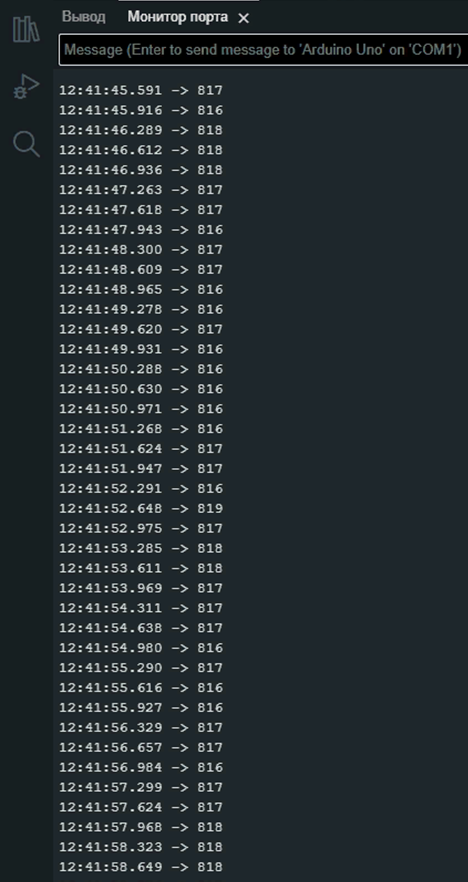 Вывод Монитор порта
Message (Enter to send message to 'Arduino Uno' on 'COM1')
12:41:45.591 -> 817
12:41:45.916 -> 816
12:41:46.289 -> 818
12:41:46.612 -> 818
12:41:46.936 -> 818
12:41:47.263 -> 817
12:41:47.618 -> 817
12:41:47.943 -> 816
12:41:48.300 -> 817
12:41:48.609 -> 817
12:41:48.965 -> 816
12:41:49.278 -> 816
12:41:49.620 -> 817
12:41:49.931 -> 816
12:41:50.288 -> 816
12:41:50.630 -> 816
12:41:50.971 -> 816
12:41:51.268 -> 816
12:41:51.624 -> 817
12:41:51.947 -> 817
12:41:52.291 -> 816
12:41:52.648 -> 819
12:41:52.975 -> 817
12:41:53.285 -> 818
12:41:53.611 -> 818
12:41:53.969 -> 817
12:41:54.311 -> 817
12:41:54.638 -> 817
12:41:54.980 -> 816
12:41:55.290 -> 817
12:41:55.616 -> 816
12:41:55.927 -> 816
12:41:56.329 -> 817
12:41:56.657 -> 817
12:41:56.984 -> 816
12:41:57.299 -> 817
12:41:57.624 -> 817
12:41:57.968 -> 818
12:41:58.323 -> 818
12:41:58.649 -> 818